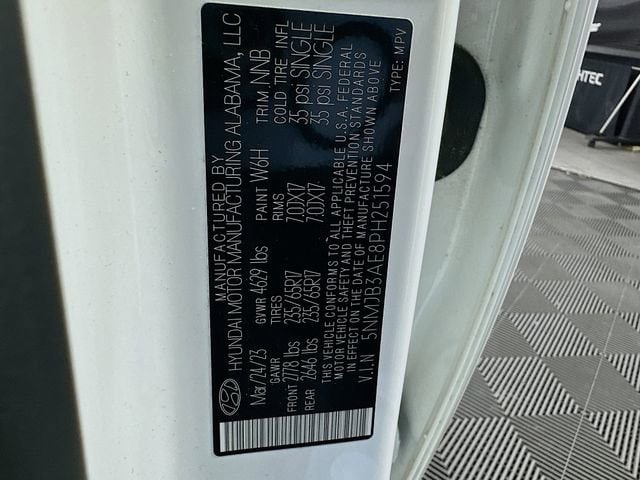 MANUFACTURED BY
HYUNDAI MOTOR MANUFACTURING ALABAMA, LLC
Mar/24/23 GVWR 4629 lbs PAINT W6H TRIM NNB
GAWR TIRES RIMS COLD TIRE INFL
FRONT 2778 lbs 235/65R17 7.0JX17 35 psi SINGLE
REAR 2646 lbs 235/65R17 7.0JX17 35 psi SINGLE
THIS VEHICLE CONFORMS TO ALL APPLICABLE U.S.A. FEDERAL
MOTOR VEHICLE SAFETY AND THEFT PREVENTION STANDARDS
IN EFFECT ON THE DATE OF MANUFACTURE SHOWN ABOVE
V.I.N 5NMJB3AE8PH251594 TYPE: MPV
HTEC